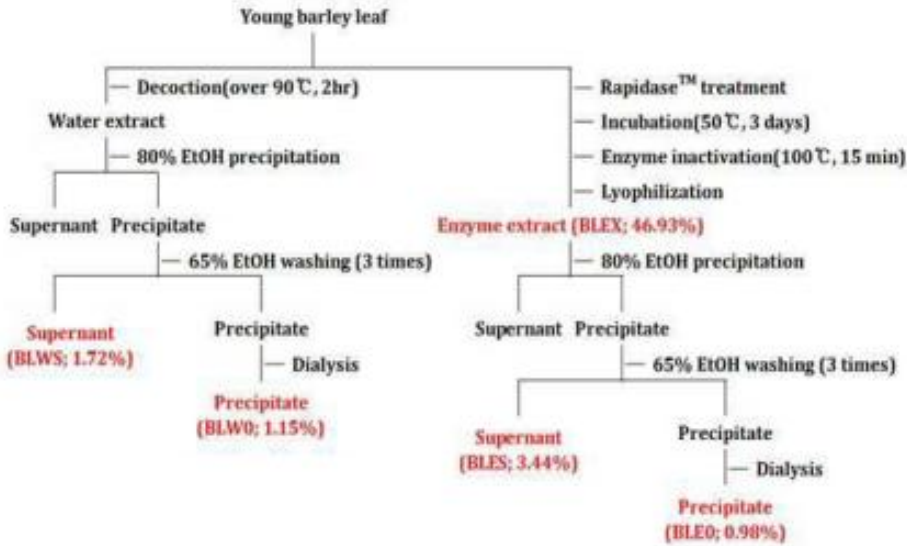 Young barley leaf
Decoction(over 90℃, 2hr)
Water extract
80% EtOH precipitation
Supernant Precipitate
65% EtOH washing (3 times)
Supernant
(BLWS; 1.72%)
Precipitate
Dialysis
Precipitate
(BLW0; 1.15%)
Rapidase™ treatment
Incubation(50℃, 3 days)
Enzyme inactivation(100℃, 15 min)
Lyophilization
Enzyme extract (BLEX; 46.93%)
80% EtOH precipitation
Supernant Precipitate
65% EtOH washing (3 times)
Supernant
(BLES; 3.44%)
Precipitate
Dialysis
Precipitate
(BLE0; 0.98%)